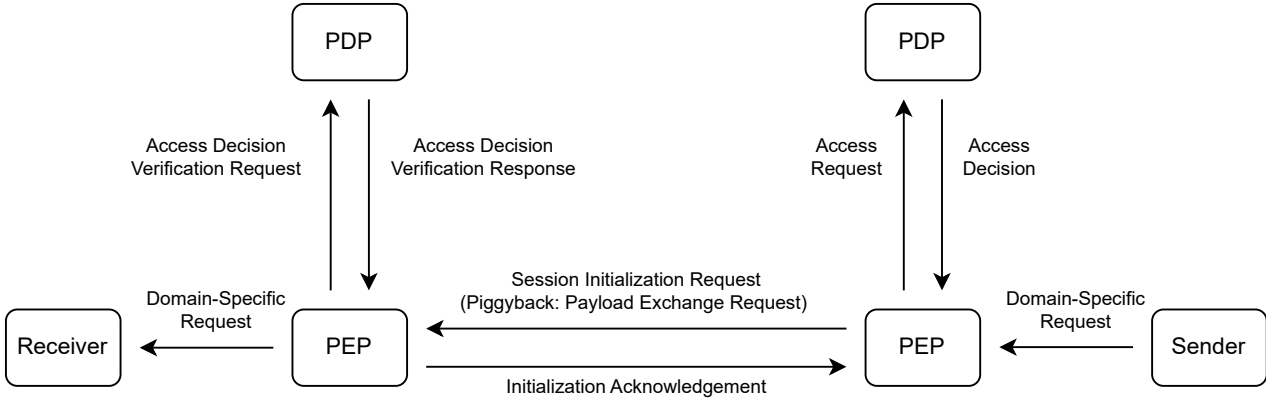 PDP
PDP
Access Decision
Verification Request
Access Decision
Verification Response
Access
Request
Access
Decision
Session Initialization Request
(Piggyback: Payload Exchange Request)
Domain-Specific
Request
Domain-Specific
Request
Receiver
PEP
PEP
Sender
Initialization Acknowledgement